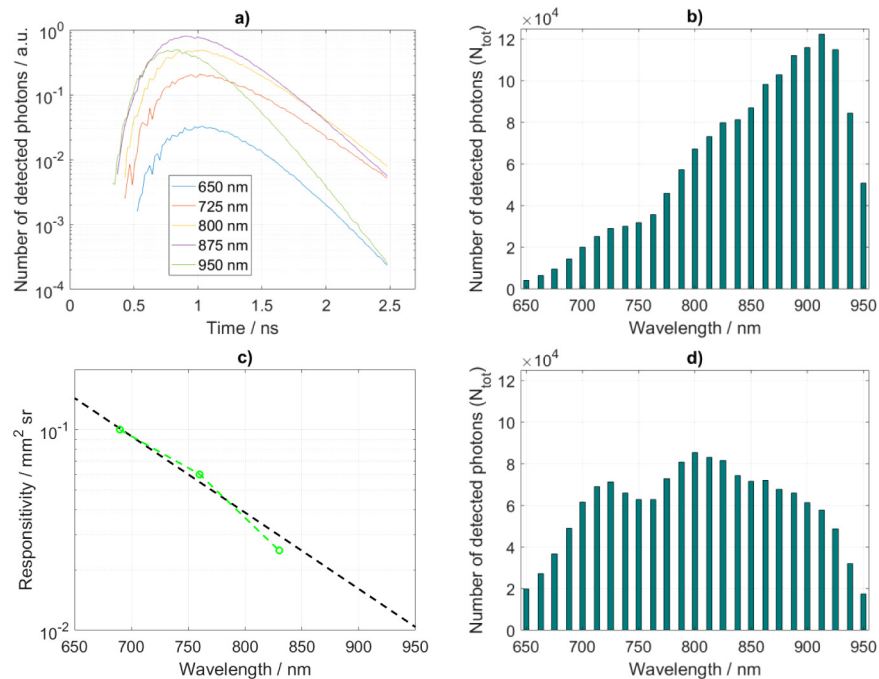 a)
Number of detected photons / a.u.
10^0
10^-1
10^-2
10^-3
10^-4
650 nm
725 nm
800 nm
875 nm
950 nm
0 0.5 1 1.5 2 2.5
Time / ns
b)
×10^4
Number of detected photons (N_tot)
12
10
8
6
4
2
0
650 700 750 800 850 900 950
Wavelength / nm
c)
Responsitivity / mm^2 sr
10^-1
10^-2
650 700 750 800 850 900 950
Wavelength / nm
d)
×10^4
Number of detected photons (N_tot)
12
10
8
6
4
2
0
650 700 750 800 850 900 950
Wavelength / nm